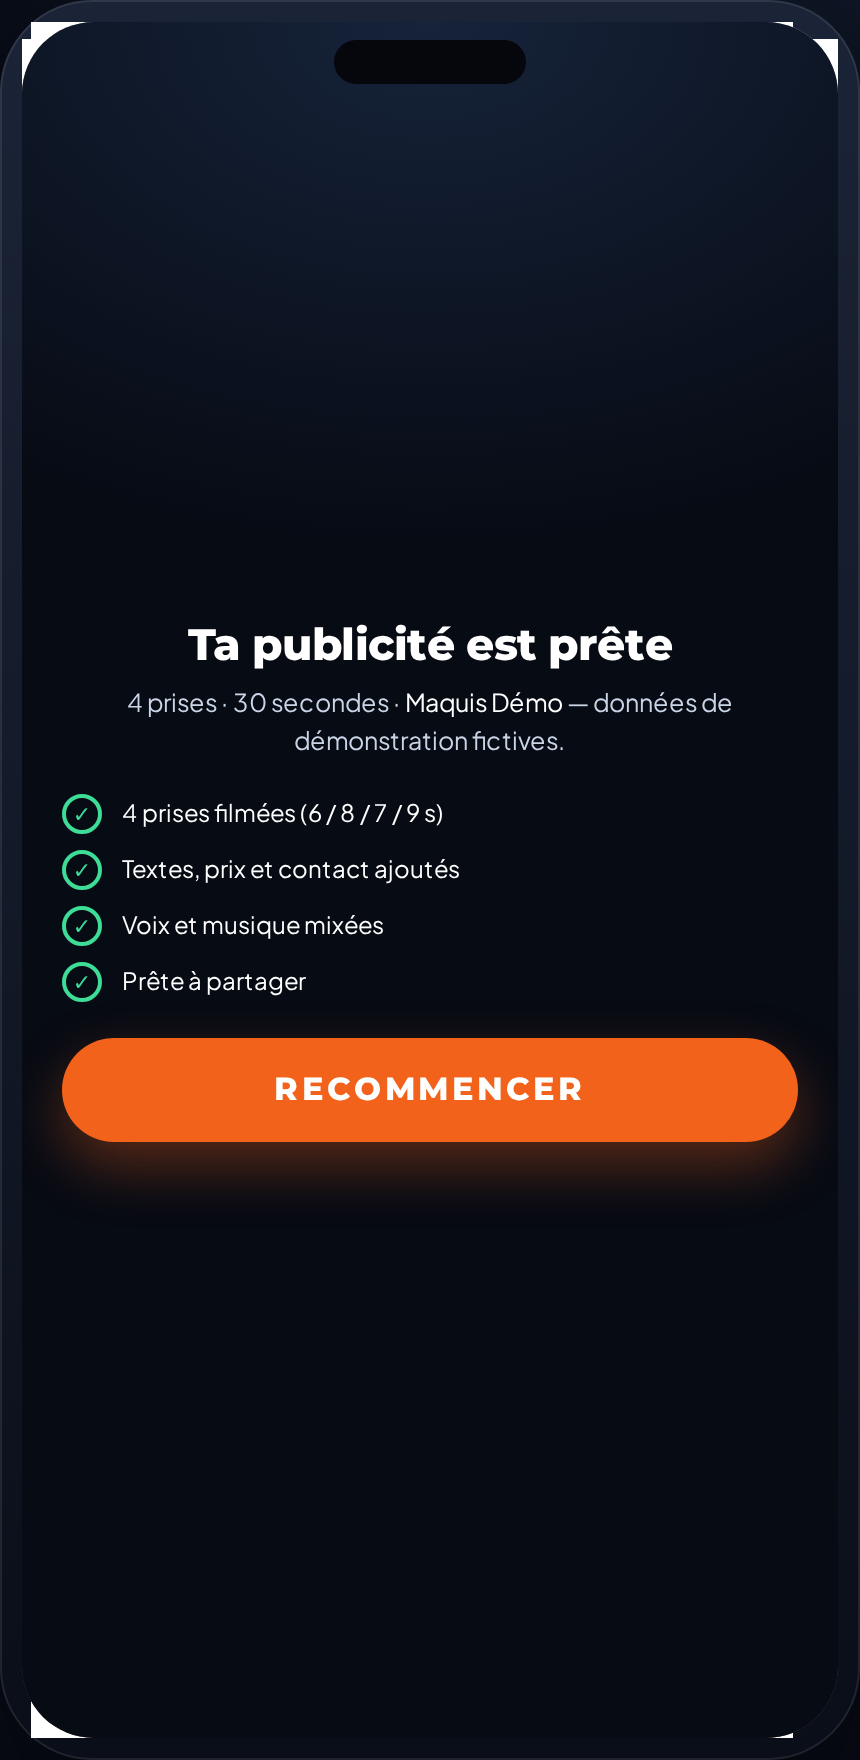 Ta publicité est prête
4 prises · 30 secondes · Maquis Démo — données de
démonstration fictives.
✓ 4 prises filmées (6 / 8 / 7 / 9 s)
✓ Textes, prix et contact ajoutés
✓ Voix et musique mixées
✓ Prête à partager
RECOMMENCER